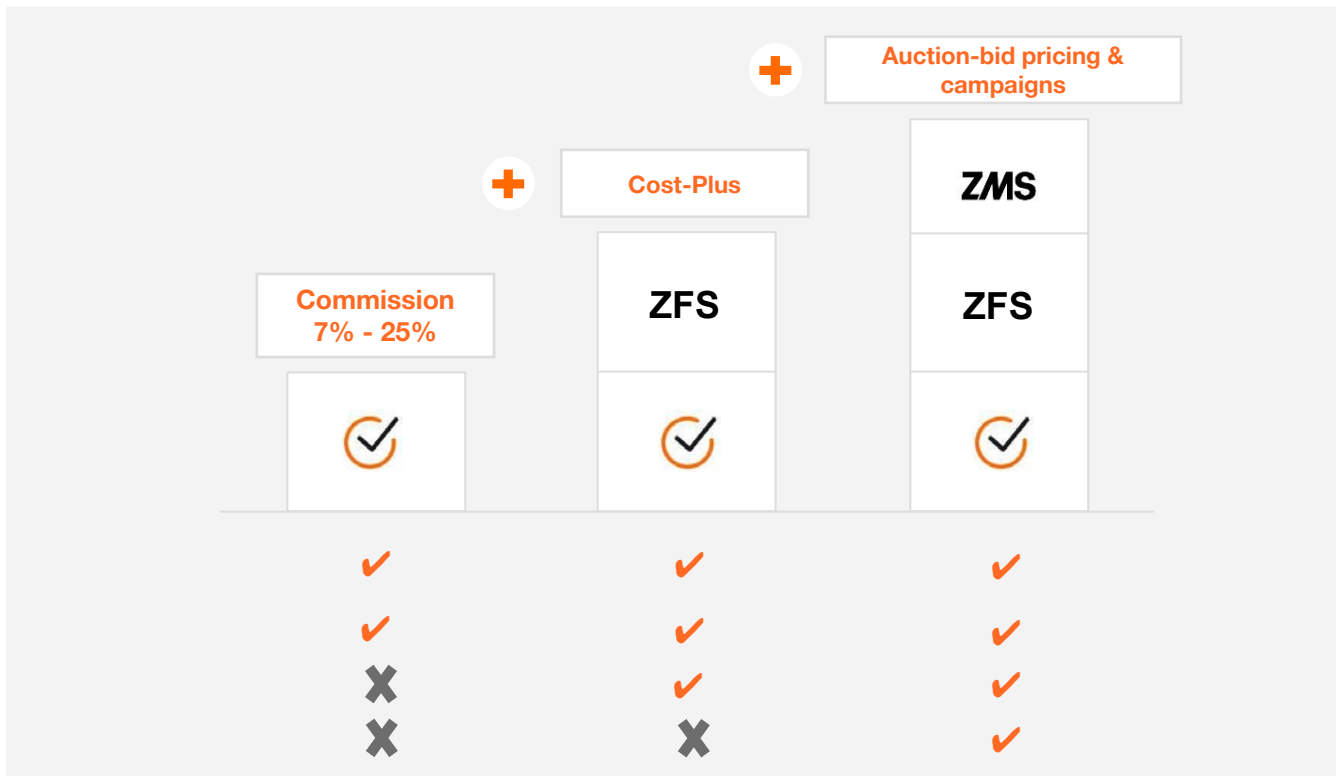 Auction-bid pricing &
campaigns
ZMS
Cost-Plus
ZFS
ZFS
Commission
7% - 25%